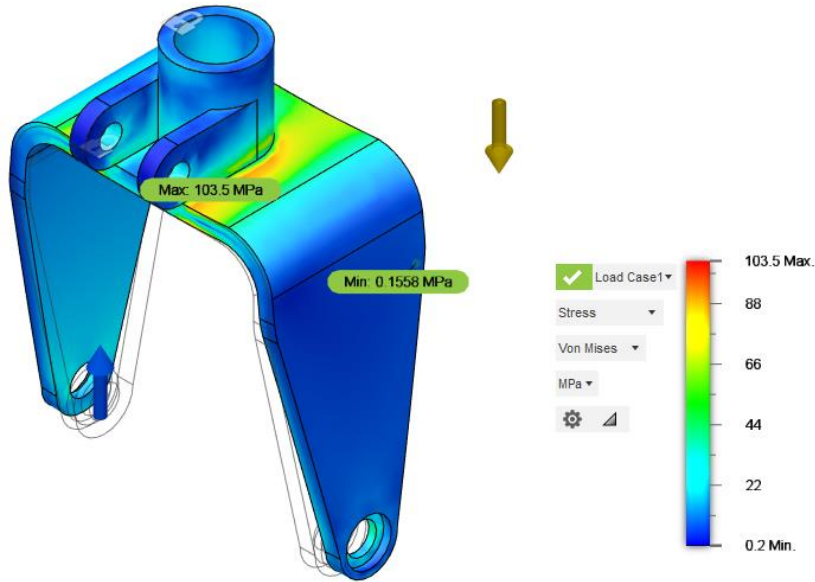 Max: 103.5 MPa
Min: 0.1558 MPa
Load Case1
Stress
Von Mises
MPa
103.5 Max.
88
66
44
22
0.2 Min.